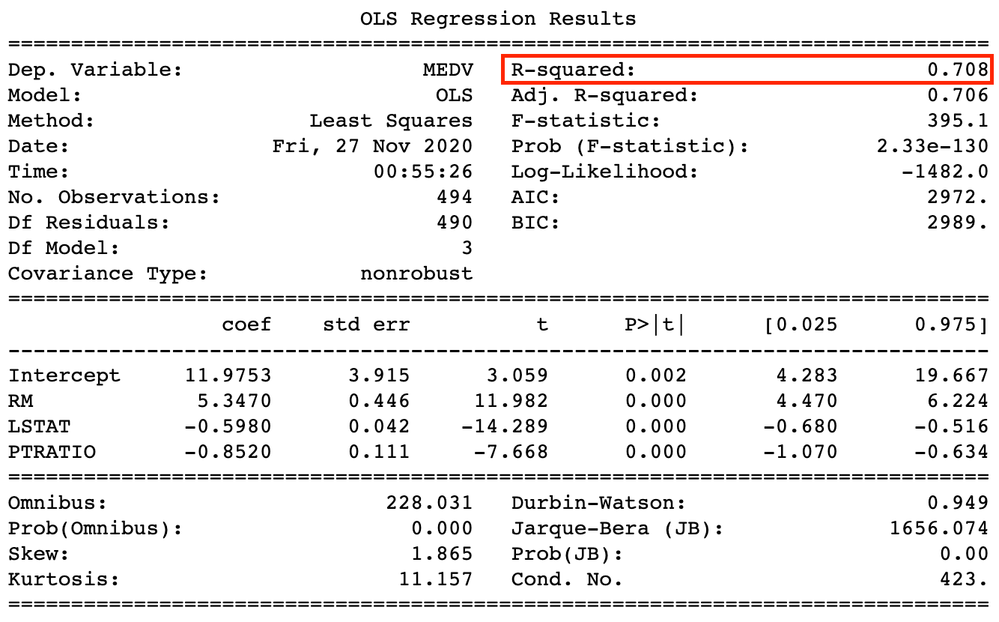 OLS Regression Results
==============================================================================
Dep. Variable:                   MEDV   R-squared:                       0.708
Model:                            OLS   Adj. R-squared:                  0.706
Method:                 Least Squares   F-statistic:                     395.1
Date:                Fri, 27 Nov 2020   Prob (F-statistic):          2.33e-130
Time:                        00:55:26   Log-Likelihood:                -1482.0
No. Observations:                 494   AIC:                             2972.
Df Residuals:                     490   BIC:                             2989.
Df Model:                           3
Covariance Type:            nonrobust
==============================================================================
                 coef    std err          t      P>|t|      [0.025      0.975]
------------------------------------------------------------------------------
Intercept     11.9753      3.915      3.059      0.002       4.283      19.667
RM             5.3470      0.446     11.982      0.000       4.470       6.224
LSTAT         -0.5980      0.042    -14.289      0.000      -0.680      -0.516
PTRATIO       -0.8520      0.111     -7.668      0.000      -1.070      -0.634
==============================================================================
Omnibus:                      228.031   Durbin-Watson:                   0.949
Prob(Omnibus):                  0.000   Jarque-Bera (JB):             1656.074
Skew:                           1.865   Prob(JB):                         0.00
Kurtosis:                      11.157   Cond. No.                         423.
==============================================================================